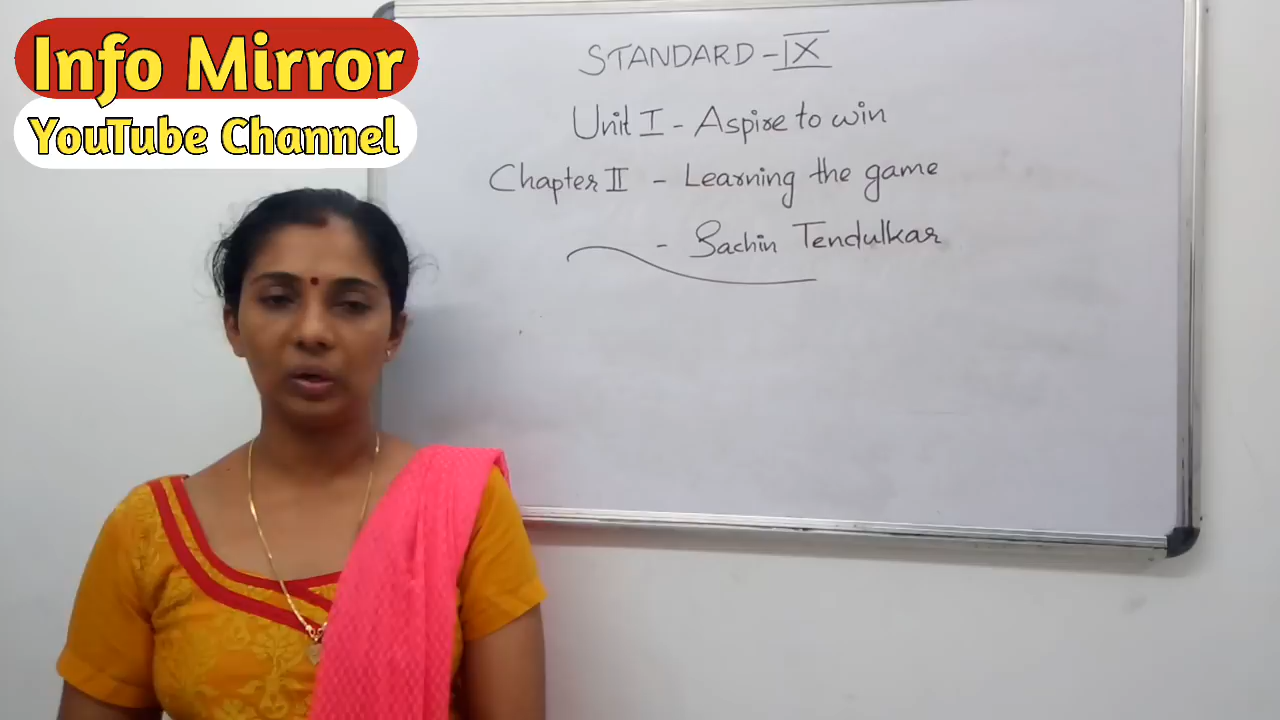 Info Mirror
YouTube Channel
STANDARD - IX
Unit I - Aspire to win
Chapter II - Learning the game
- Sachin Tendulkar